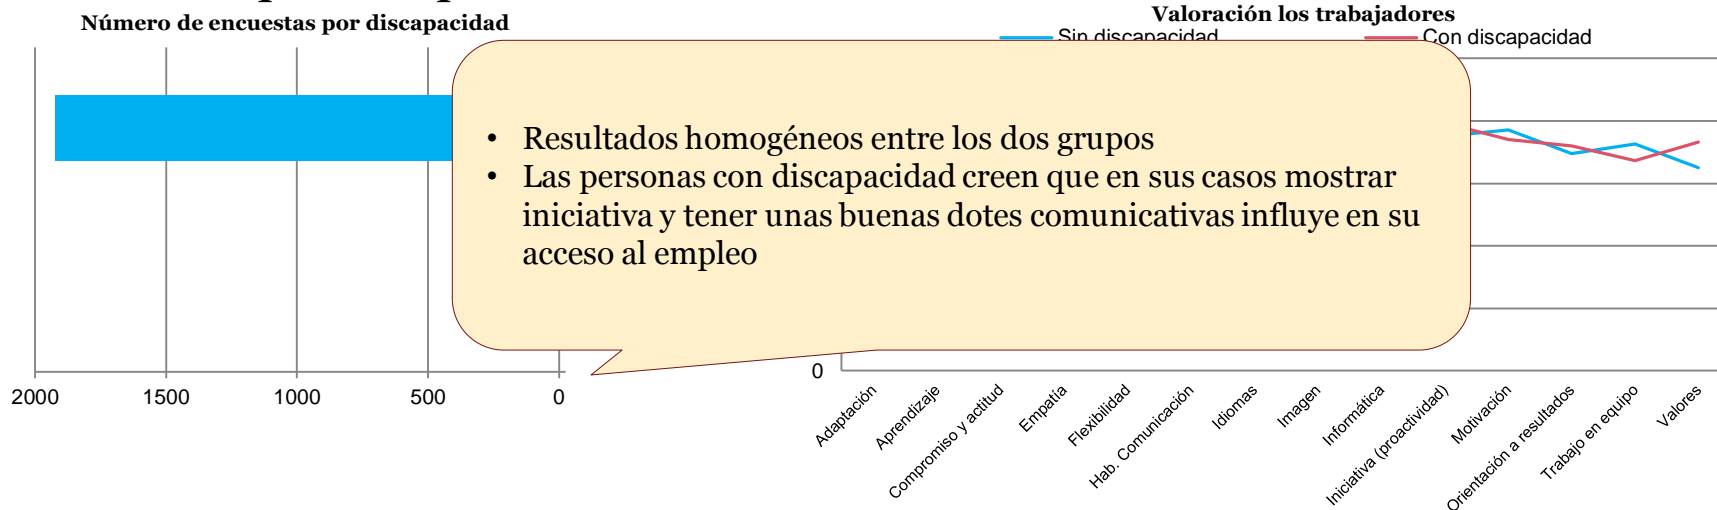 Número de encuestas por discapacidad
Valoración los trabajadores
Sin discapacidad
Con discapacidad
• Resultados homogéneos entre los dos grupos
• Las personas con discapacidad creen que en sus casos mostrar
iniciativa y tener unas buenas dotes comunicativas influye en su
acceso al empleo
2000
1500
1000
500
0
0
Adaptación
Aprendizaje
Compromiso y actitud
Empatía
Flexibilidad
Hab. Comunicación
Idiomas
Imagen
Informática
Iniciativa (proactividad)
Motivación
Orientación a resultados
Trabajo en equipo
Valores